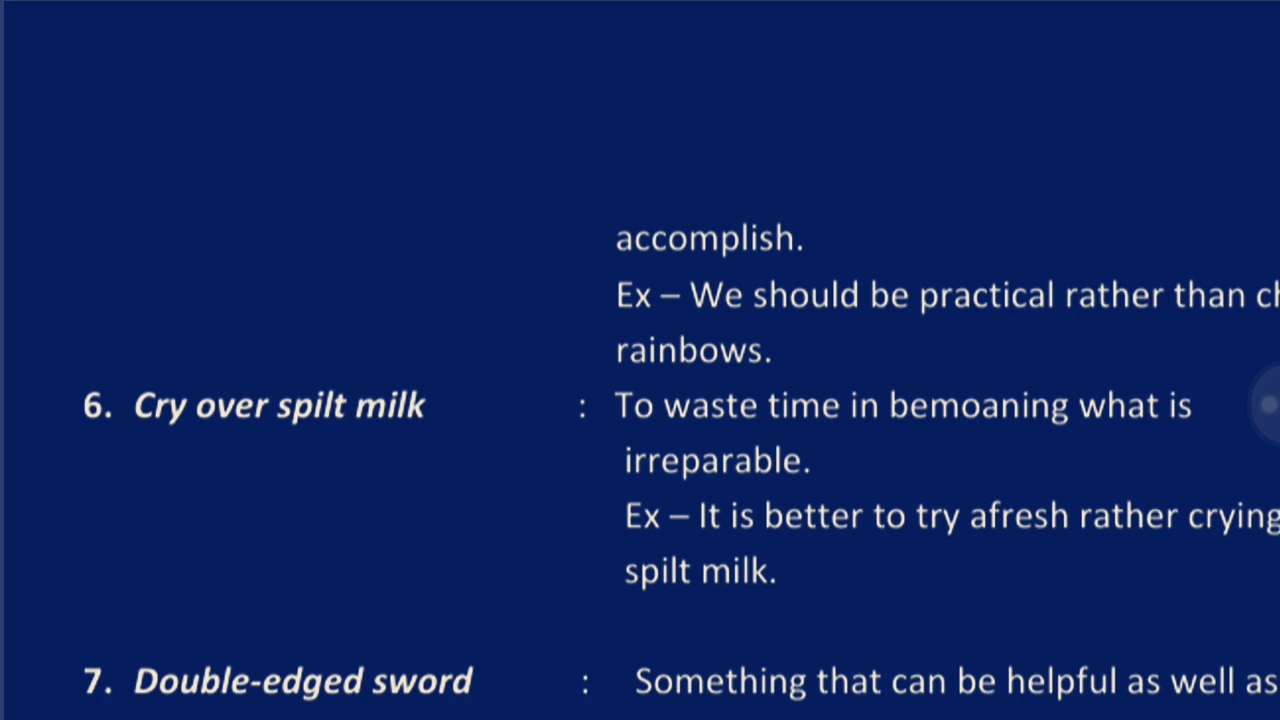 accomplish.
Ex – We should be practical rather than
rainbows.
6. Cry over spilt milk : To waste time in bemoaning what is
irreparable.
Ex – It is better to try afresh rather crying
spilt milk.
7. Double-edged sword : Something that can be helpful as well as